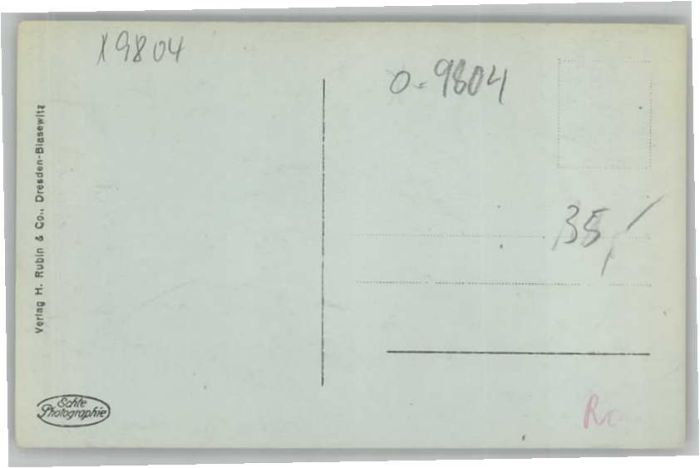 X9804
0-9804
35,/
Verlag H. Rubin & Co., Dresden-Blasewitz
Echte
Photographie